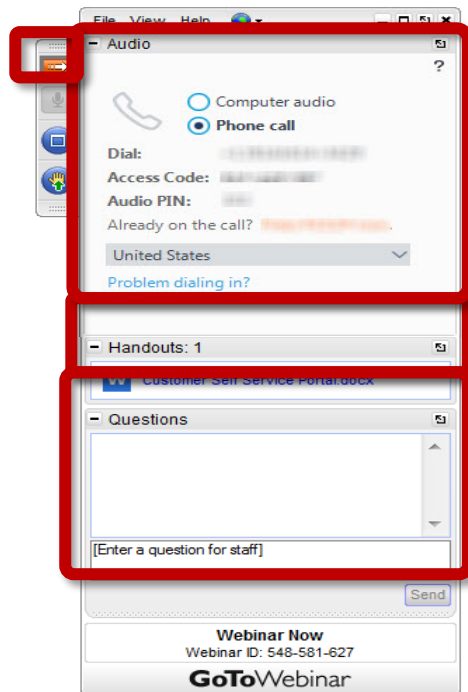 File View Help
Audio
?
Computer audio
Phone call
Dial:
Access Code:
Audio PIN:
Already on the call?
United States
Problem dialing in?
Handouts: 1
Customer Self Service Portal.docx
Questions
[Enter a question for staff]
Send
Webinar Now
Webinar ID: 548-581-627
GoToWebinar